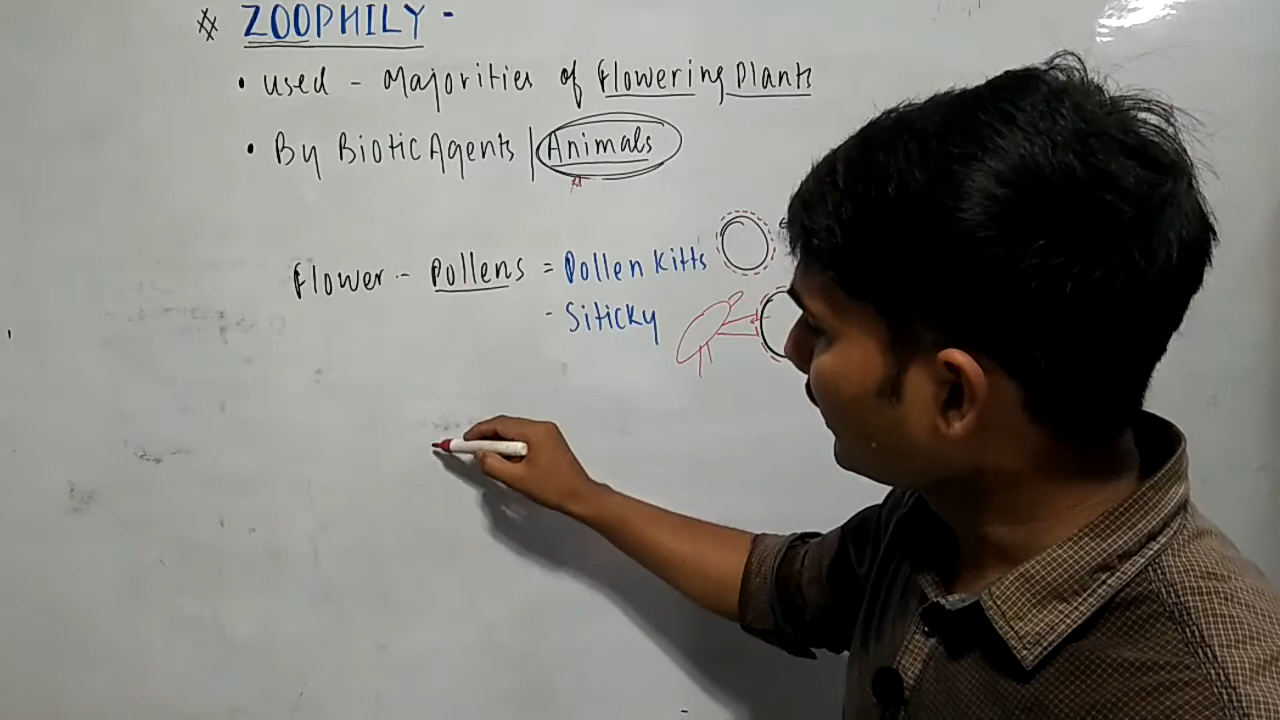 # ZOOPHILY -
• Used - Majorities of Flowering Plants
• By Biotic Agents | Animals
Flower - Pollens = Pollen Kitts
- Siticky